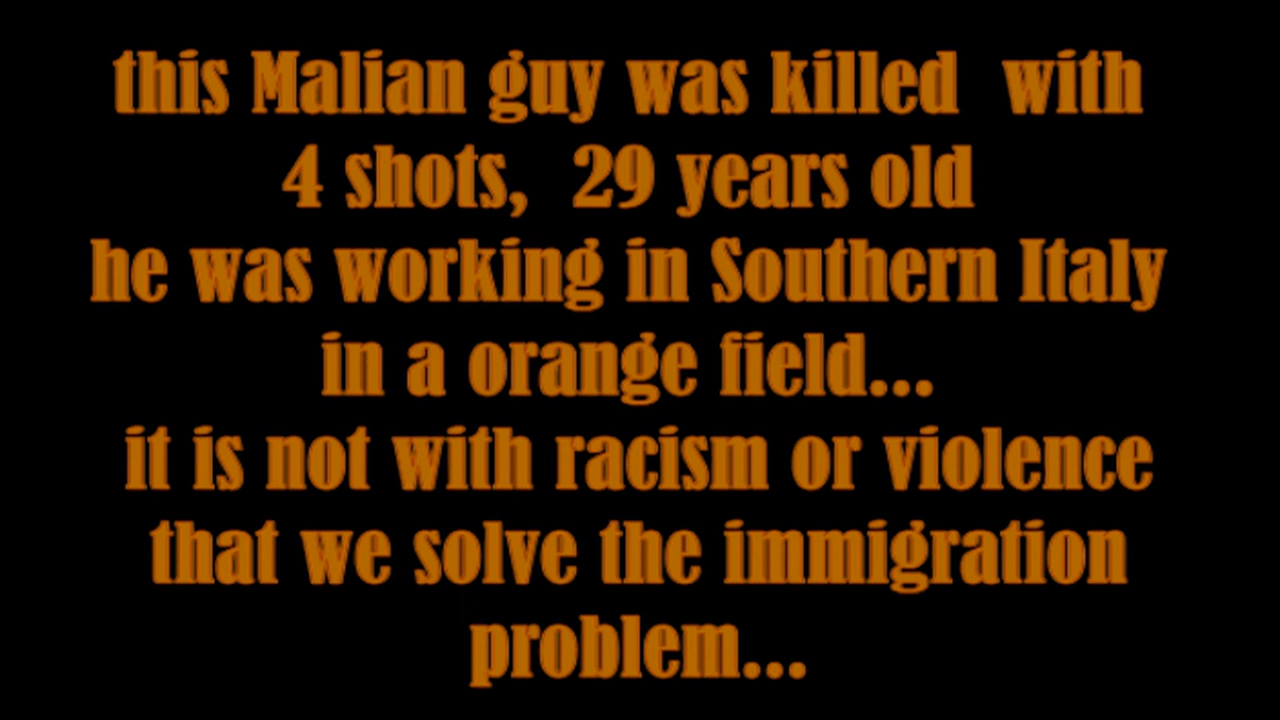 this Malian guy was killed  with
4 shots,  29 years old
he was working in Southern Italy
in a orange field...
it is not with racism or violence
that we solve the immigration
problem...